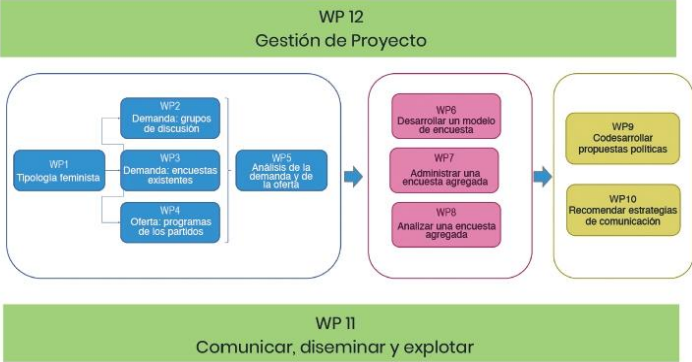 WP 12
Gestión de Proyecto
WP1
Tipología feminista
WP2
Demanda: grupos
de discusión
WP3
Demanda: encuestas
existentes
WP4
Oferta: programas
de los partidos
WP5
Análisis de la
demanda y de
la oferta
WP6
Desarrollar un modelo
de encuesta
WP7
Administrar una
encuesta agregada
WP8
Analizar una encuesta
agregada
WP9
Codesarrollar
propuestas políticas
WP10
Recomendar estrategias
de comunicación
WP 11
Comunicar, diseminar y explotar